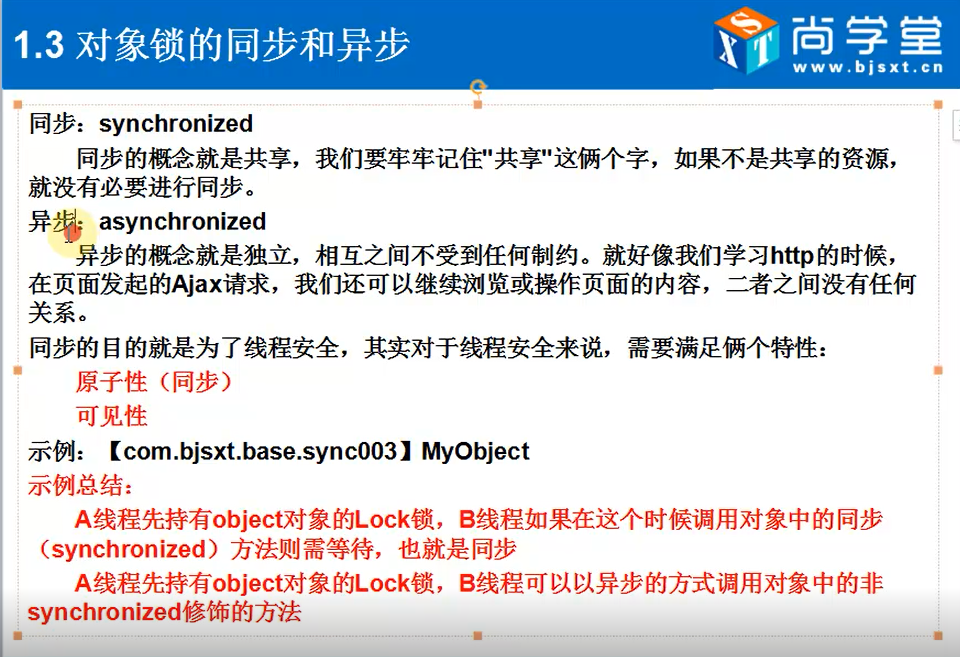 1.3 对象锁的同步和异步
SXT 尚学堂
www.bjsxt.com.cn
同步：synchronized
同步的概念就是共享，我们要牢牢记住"共享"这俩个字，如果不是共享的资源，
就没有必要进行同步。
异步：asynchronized
异步的概念就是独立，相互之间不受到任何制约。就好像我们学习http的时候，
在页面发起的Ajax请求，我们还可以继续浏览或操作页面的内容，二者之间没有任何
关系。
同步的目的就是为了线程安全，其实对于线程安全来说，需要满足俩个特性：
原子性（同步）
可见性
示例：【com.bjsxt.base.sync003】MyObject
示例总结：
A线程先持有object对象的Lock锁，B线程如果在这个时候调用对象中的同步
（synchronized）方法则需等待，也就是同步
A线程先持有object对象的Lock锁，B线程可以以异步的方式调用对象中的非
synchronized修饰的方法